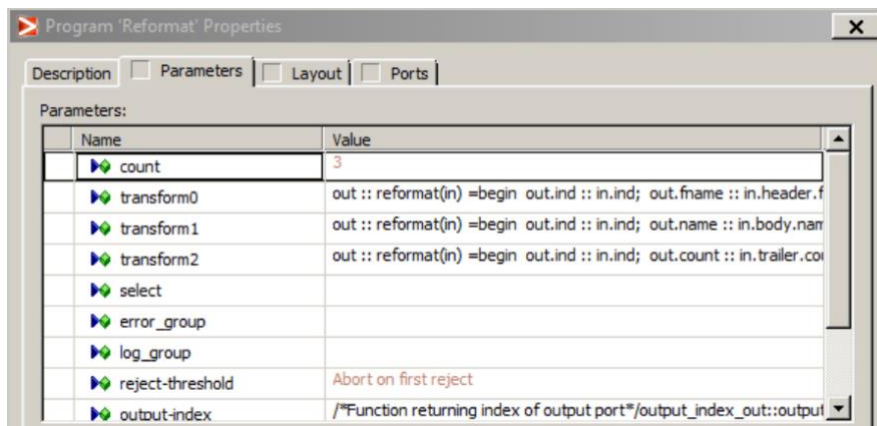 Program 'Reformat' Properties
Description Parameters Layout Ports
Parameters:
Name Value
count 3
transform0 out :: reformat(in) =begin out.ind :: in.ind; out.fname :: in.header.f
transform1 out :: reformat(in) =begin out.ind :: in.ind; out.name :: in.body.nam
transform2 out :: reformat(in) =begin out.ind :: in.ind; out.count :: in.trailer.cou
select
error_group
log_group
reject-threshold Abort on first reject
output-index /*Function returning index of output port*/output_index_out::output